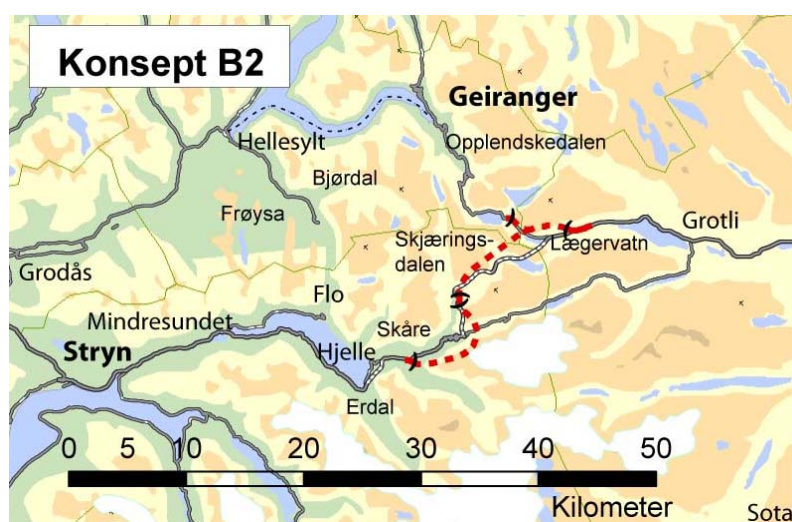 Konsept B2
Geiranger
Hellesylt
Opplendskedalen
Bjørdal
Frøysa
Skjærings-
dalen
Lægervatn
Grotli
Grodås
Flo
Mindresundet
Skåre
Stryn
Hjelle
Erdal
0 5 10 20 30 40 50
Kilometer
Sota